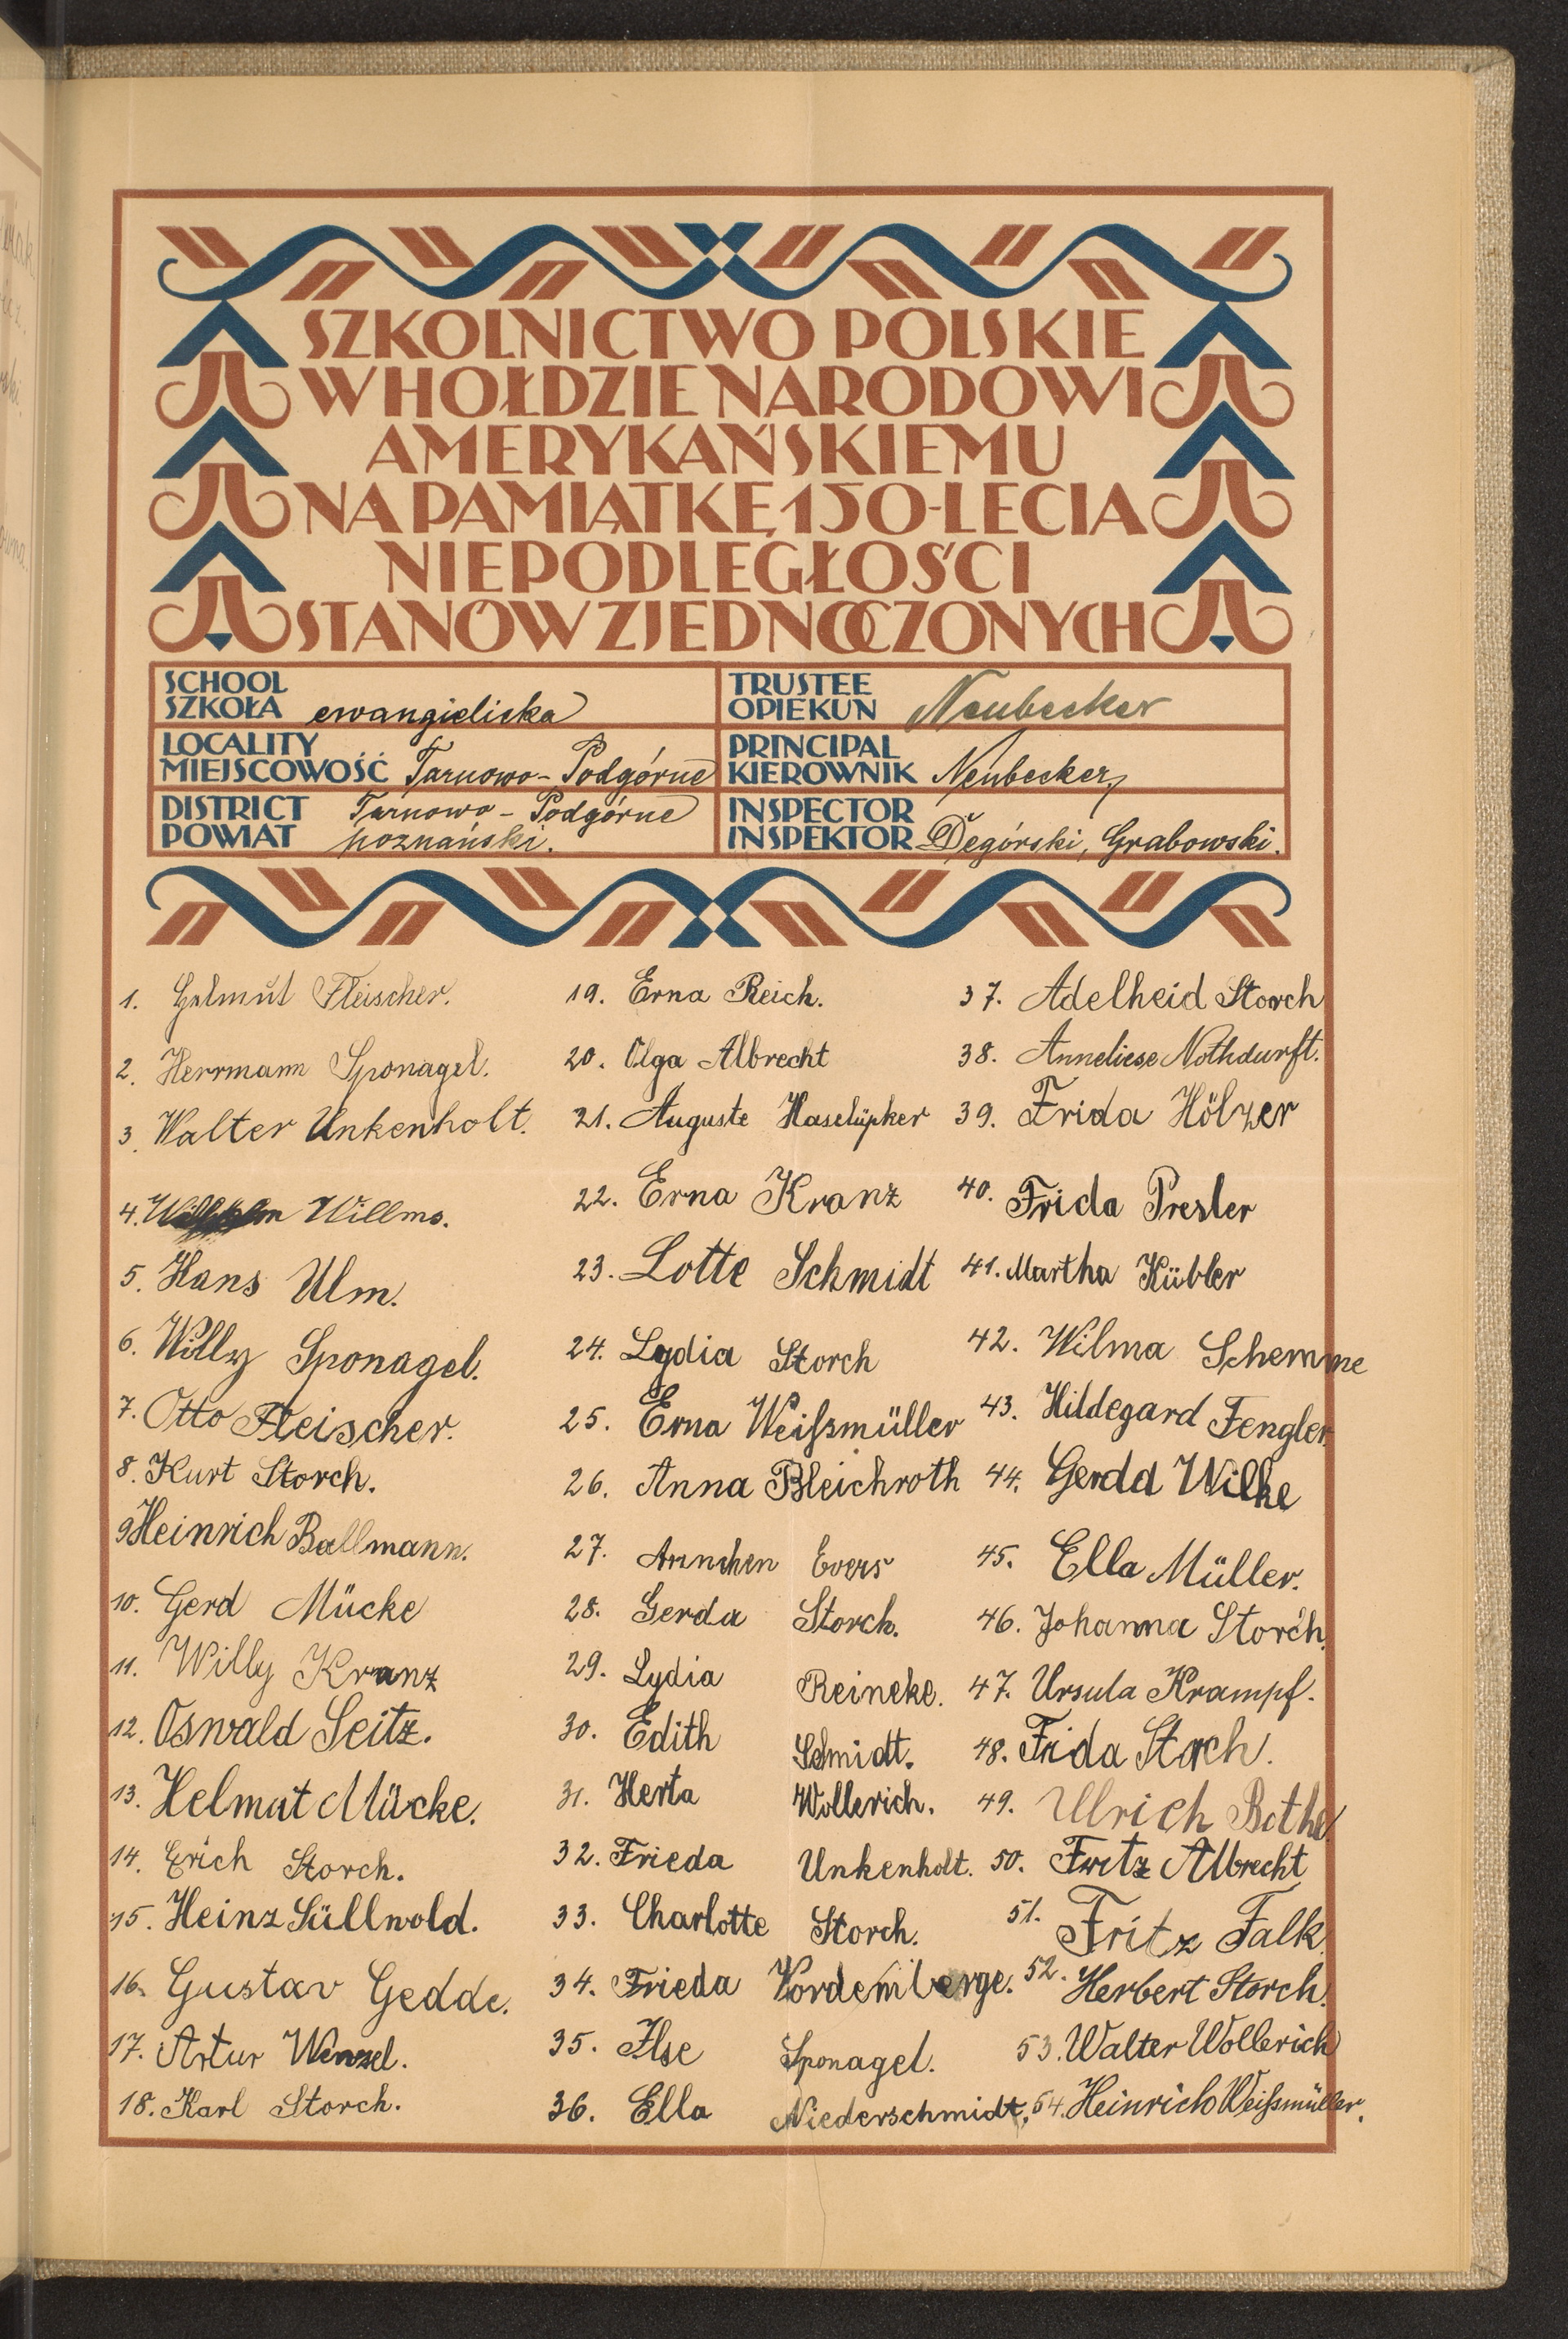 SZKOLNICTWO POLSKIE
W HOŁDZIE NARODOWI
AMERYKAŃSKIEMU
NA PAMIĄTKĘ 150-LECIA
NIEPODLEGŁOŚCI
STANÓW ZJEDNOCZONYCH
SCHOOL
SZKOŁA ewangielicka
LOCALITY
MIEJSCOWOŚĆ Tarnowo-Podgórne
DISTRICT
POWIAT Tarnowo-Podgórne
poznański.
TRUSTEE
OPIEKUN Neubecker
PRINCIPAL
KIEROWNIK Neubecker
INSPECTOR
INSPEKTOR Degórski, Grabowski.
1. Helmut Fleischer.
2. Herrmann Sponagel.
3. Walter Unkenholt.
4. Willms.
5. Hans Ulm.
6. Willy Sponagel.
7. Otto Fleischer.
8. Kurt Storch.
9 Heinrich Ballmann.
10. Gerd Mücke
11. Willy Kranz
12. Oswald Seitz.
13. Helmut Mücke.
14. Erich Storch.
15. Heinz Süllwold.
16. Gustav Gedde.
17. Artur Wenzel.
18. Karl Storch.
19. Erna Reich.
20. Olga Albrecht
21. Auguste Haselüpker
22. Erna Kranz
23. Lotte Schmidt
24. Lydia Storch
25. Erna Weißmüller
26. Anna Bleichroth
27. Ännchen Evers
28. Gerda Storch.
29. Lydia Reineke.
30. Edith Schmidt.
31. Herta Wollerich.
32. Frieda Unkenholt.
33. Charlotte Storch.
34. Frieda Vordemberge.
35. Ilse Sponagel.
36. Ella Niederschmidt.
37. Adelheid Storch
38. Anneliese Nothdurft.
39. Frida Hölzer
40. Frida Presler
41. Martha Kübler
42. Wilma Schemme
43. Hildegard Fengler
44. Gerda Wilke
45. Ella Müller.
46. Johanna Storch.
47. Ursula Krampf.
48. Frida Storch.
49. Ulrich Bothe
50. Fritz Albrecht
51. Fritz Falk
52. Herbert Storch.
53. Walter Wollerich
54. Heinrich Weißmüller.